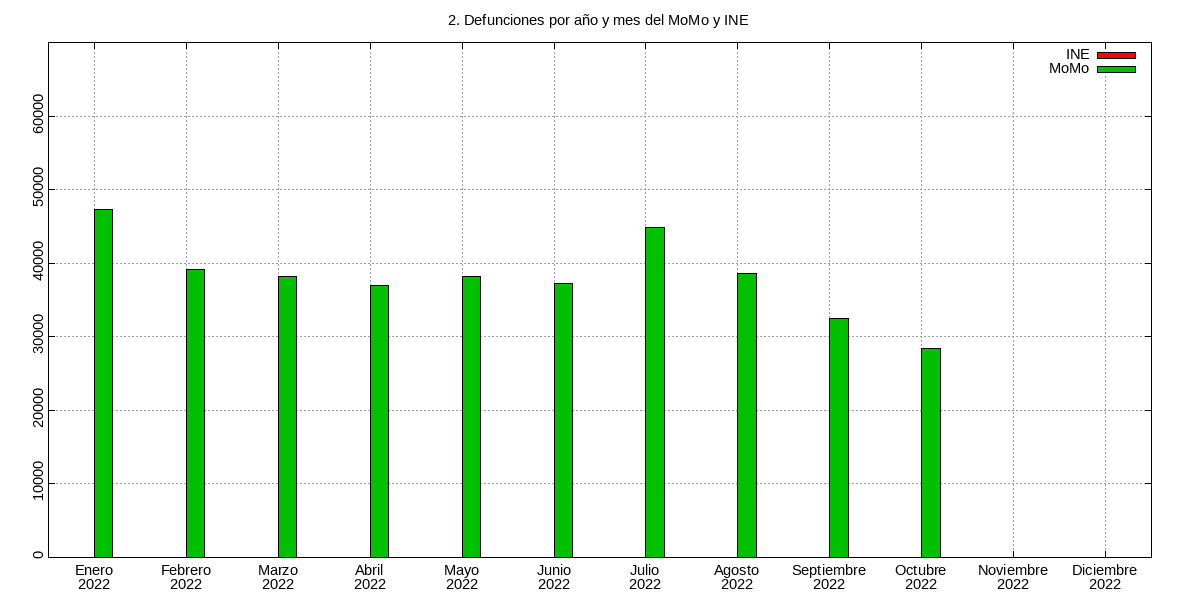 2. Defunciones por año y mes del MoMo y INE
INE
MoMo
60000
50000
40000
30000
20000
10000
0
Enero Febrero Marzo Abril Mayo Junio Julio Agosto Septiembre Octubre Noviembre Diciembre
2022 2022 2022 2022 2022 2022 2022 2022 2022 2022 2022 2022